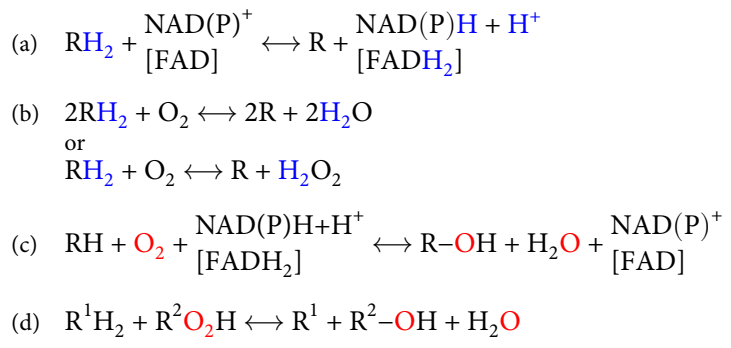 (a) RH₂ + NAD(P)⁺ [FAD] ⟷ R + NAD(P)H + H⁺ [FADH₂]
(b) 2RH₂ + O₂ ⟷ 2R + 2H₂O
or
RH₂ + O₂ ⟷ R + H₂O₂
(c) RH + O₂ + NAD(P)H+H⁺ [FADH₂] ⟷ R–OH + H₂O + NAD(P)⁺ [FAD]
(d) R¹H₂ + R²O₂H ⟷ R¹ + R²–OH + H₂O